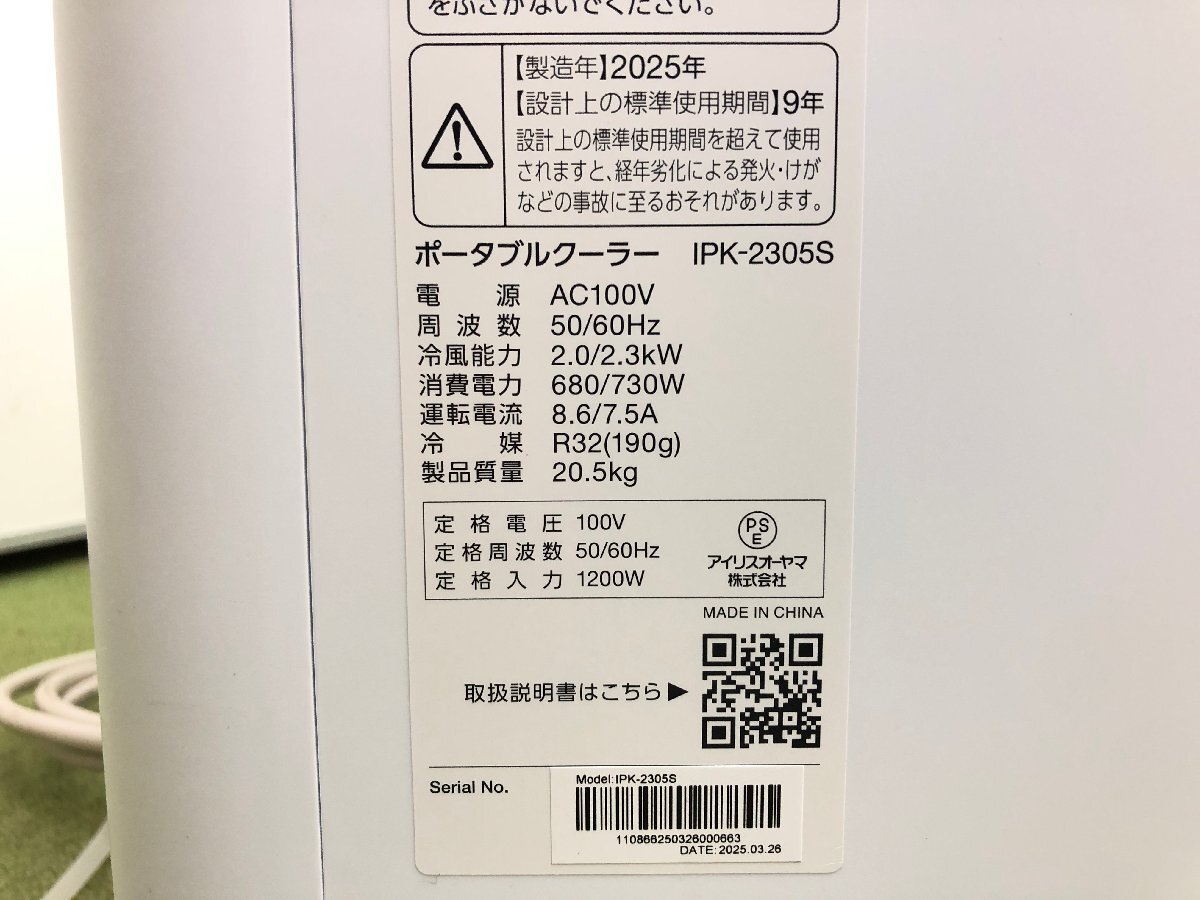 をふさがないでください。
【製造年】2025年
【設計上の標準使用期間】9年
設計上の標準使用期間を超えて使用
されますと、経年劣化による発火・けが
などの事故に至るおそれがあります。
ポータブルクーラー IPK-2305S
電源 AC100V
周波数 50/60Hz
冷風能力 2.0/2.3kW
消費電力 680/730W
運転電流 8.6/7.5A
冷媒 R32(190g)
製品質量 20.5kg
定格電圧 100V
定格周波数 50/60Hz
定格入力 1200W
PS
E
アイリスオーヤマ
株式会社
MADE IN CHINA
取扱説明書はこちら▶
Serial No.
Model:IPK-2305S
110866250326000663
DATE: 2025.03.26